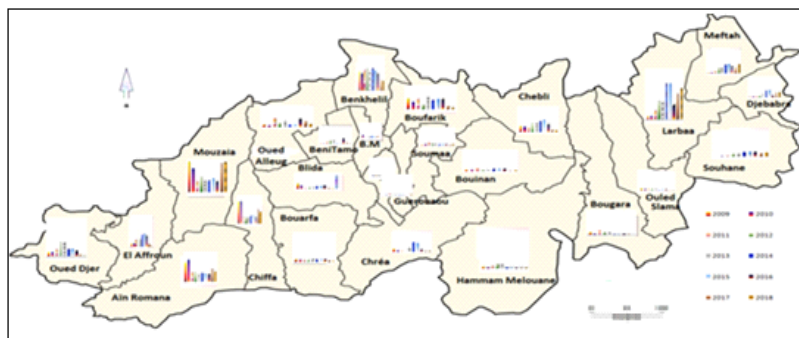 Meftah
Benkhelil
Chebli
Djebabra
Boufarik
Larbaa
Mouzaia
Oued
Alleug
BeniTamo
B.M
Soumaa
Souhane
Blida
Bouinan
Guerouaou
Ouled
Slama
Bouarfa
Bougara
El Affroun
Oued Djer
Chiffa
Chréa
Hammam Melouane
Ain Romana
2009 2010
2011 2012
2013 2014
2015 2016
2017 2018